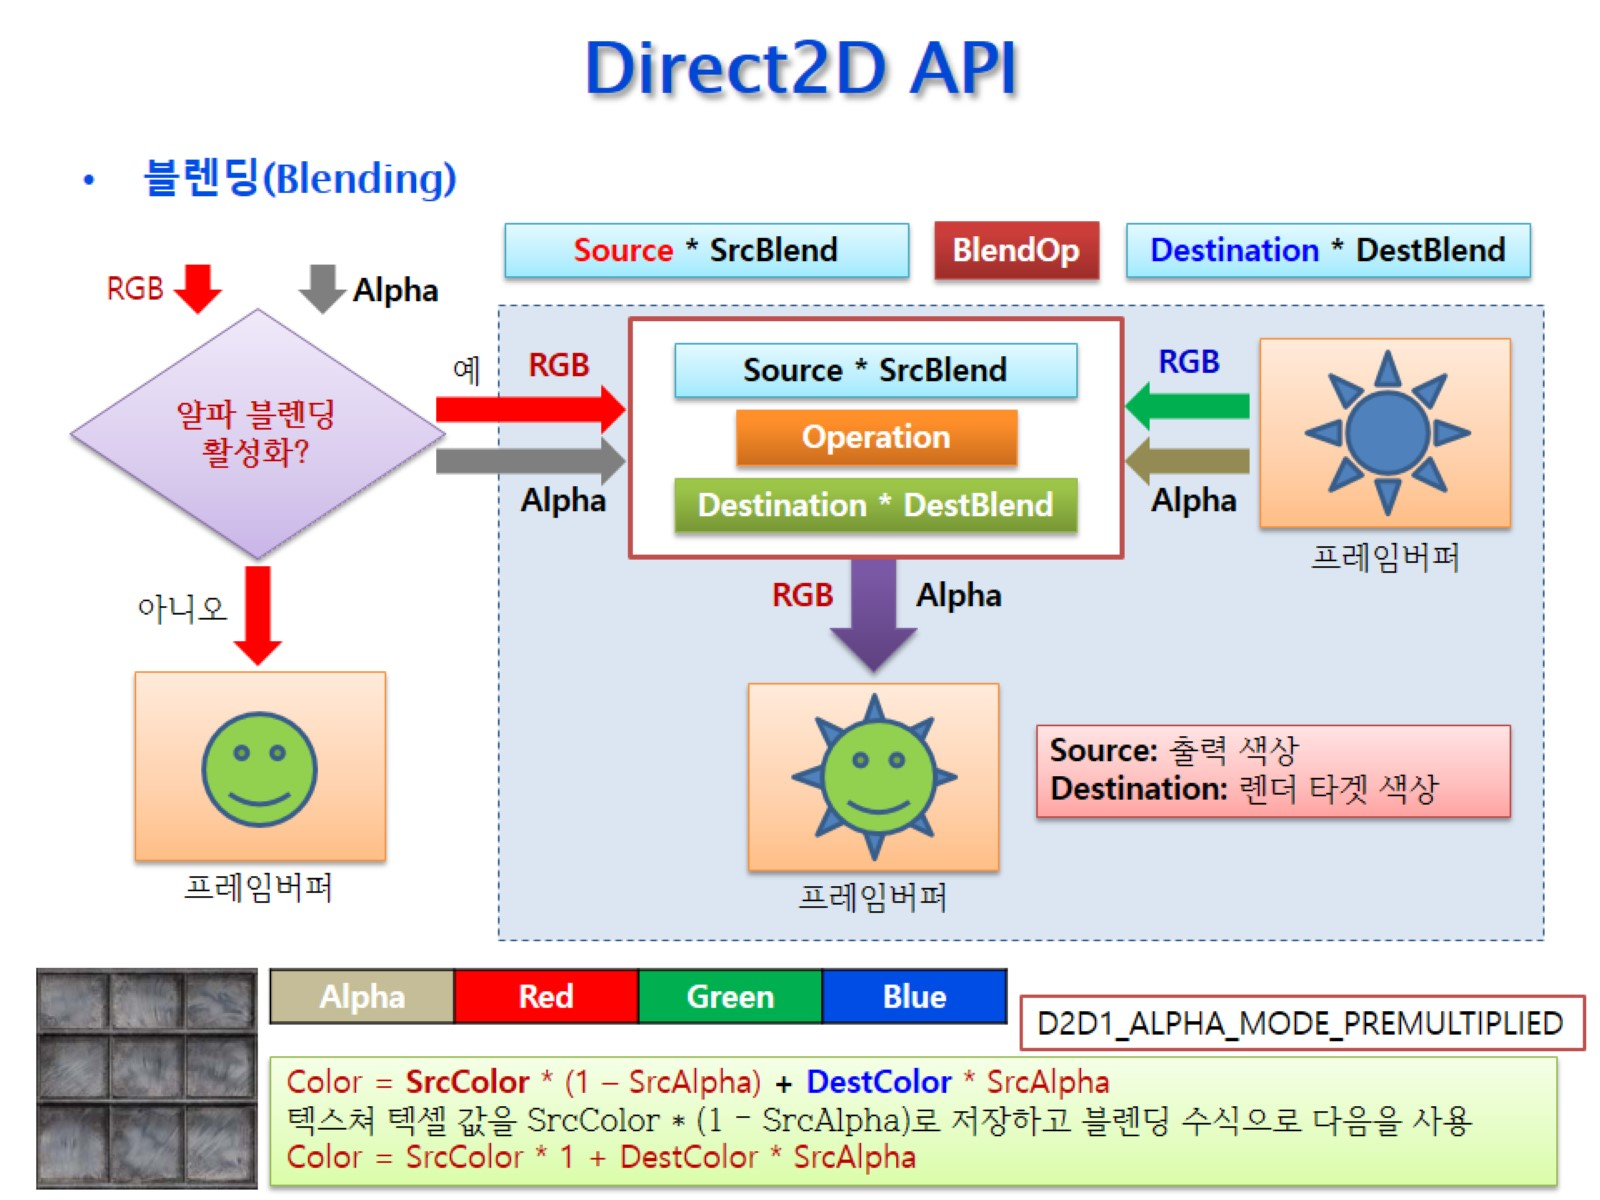 Direct2D API
• 블렌딩(Blending)
Source * SrcBlend
BlendOp
Destination * DestBlend
RGB
Alpha
알파 블렌딩
활성화?
예
RGB
Alpha
Source * SrcBlend
Operation
Destination * DestBlend
RGB
Alpha
프레임버퍼
아니오
프레임버퍼
RGB
Alpha
프레임버퍼
Source: 출력 색상
Destination: 렌더 타겟 색상
Alpha
Red
Green
Blue
D2D1_ALPHA_MODE_PREMULTIPLIED
Color = SrcColor * (1 – SrcAlpha) + DestColor * SrcAlpha
텍스쳐 텍셀 값을 SrcColor * (1 - SrcAlpha)로 저장하고 블렌딩 수식으로 다음을 사용
Color = SrcColor * 1 + DestColor * SrcAlpha